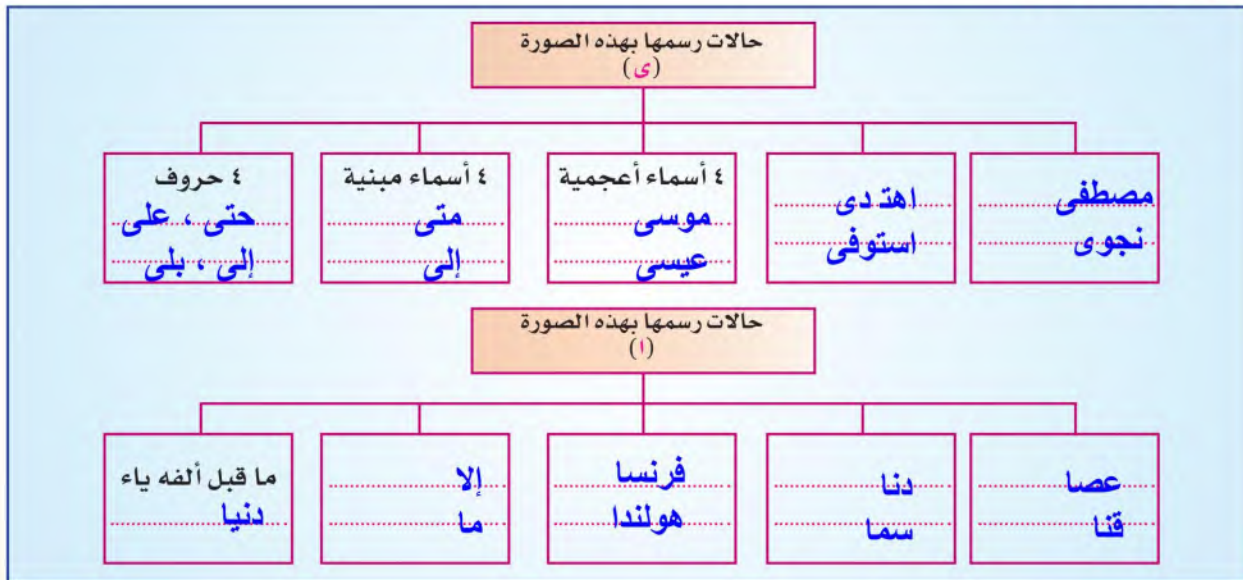 حالات رسمها بهذه الصورة
(ى)
مصطفى
نجوى
اهتدى
استوفى
٤ أسماء أعجمية
موسى
عيسى
٤ أسماء مبنية
متى
إلى
٤ حروف
حتى ، على
إلى ، بلى
حالات رسمها بهذه الصورة
(ا)
عصا
قنا
دنا
سما
فرنسا
هولندا
إلا
ما
ما قبل ألفه ياء
دنيا